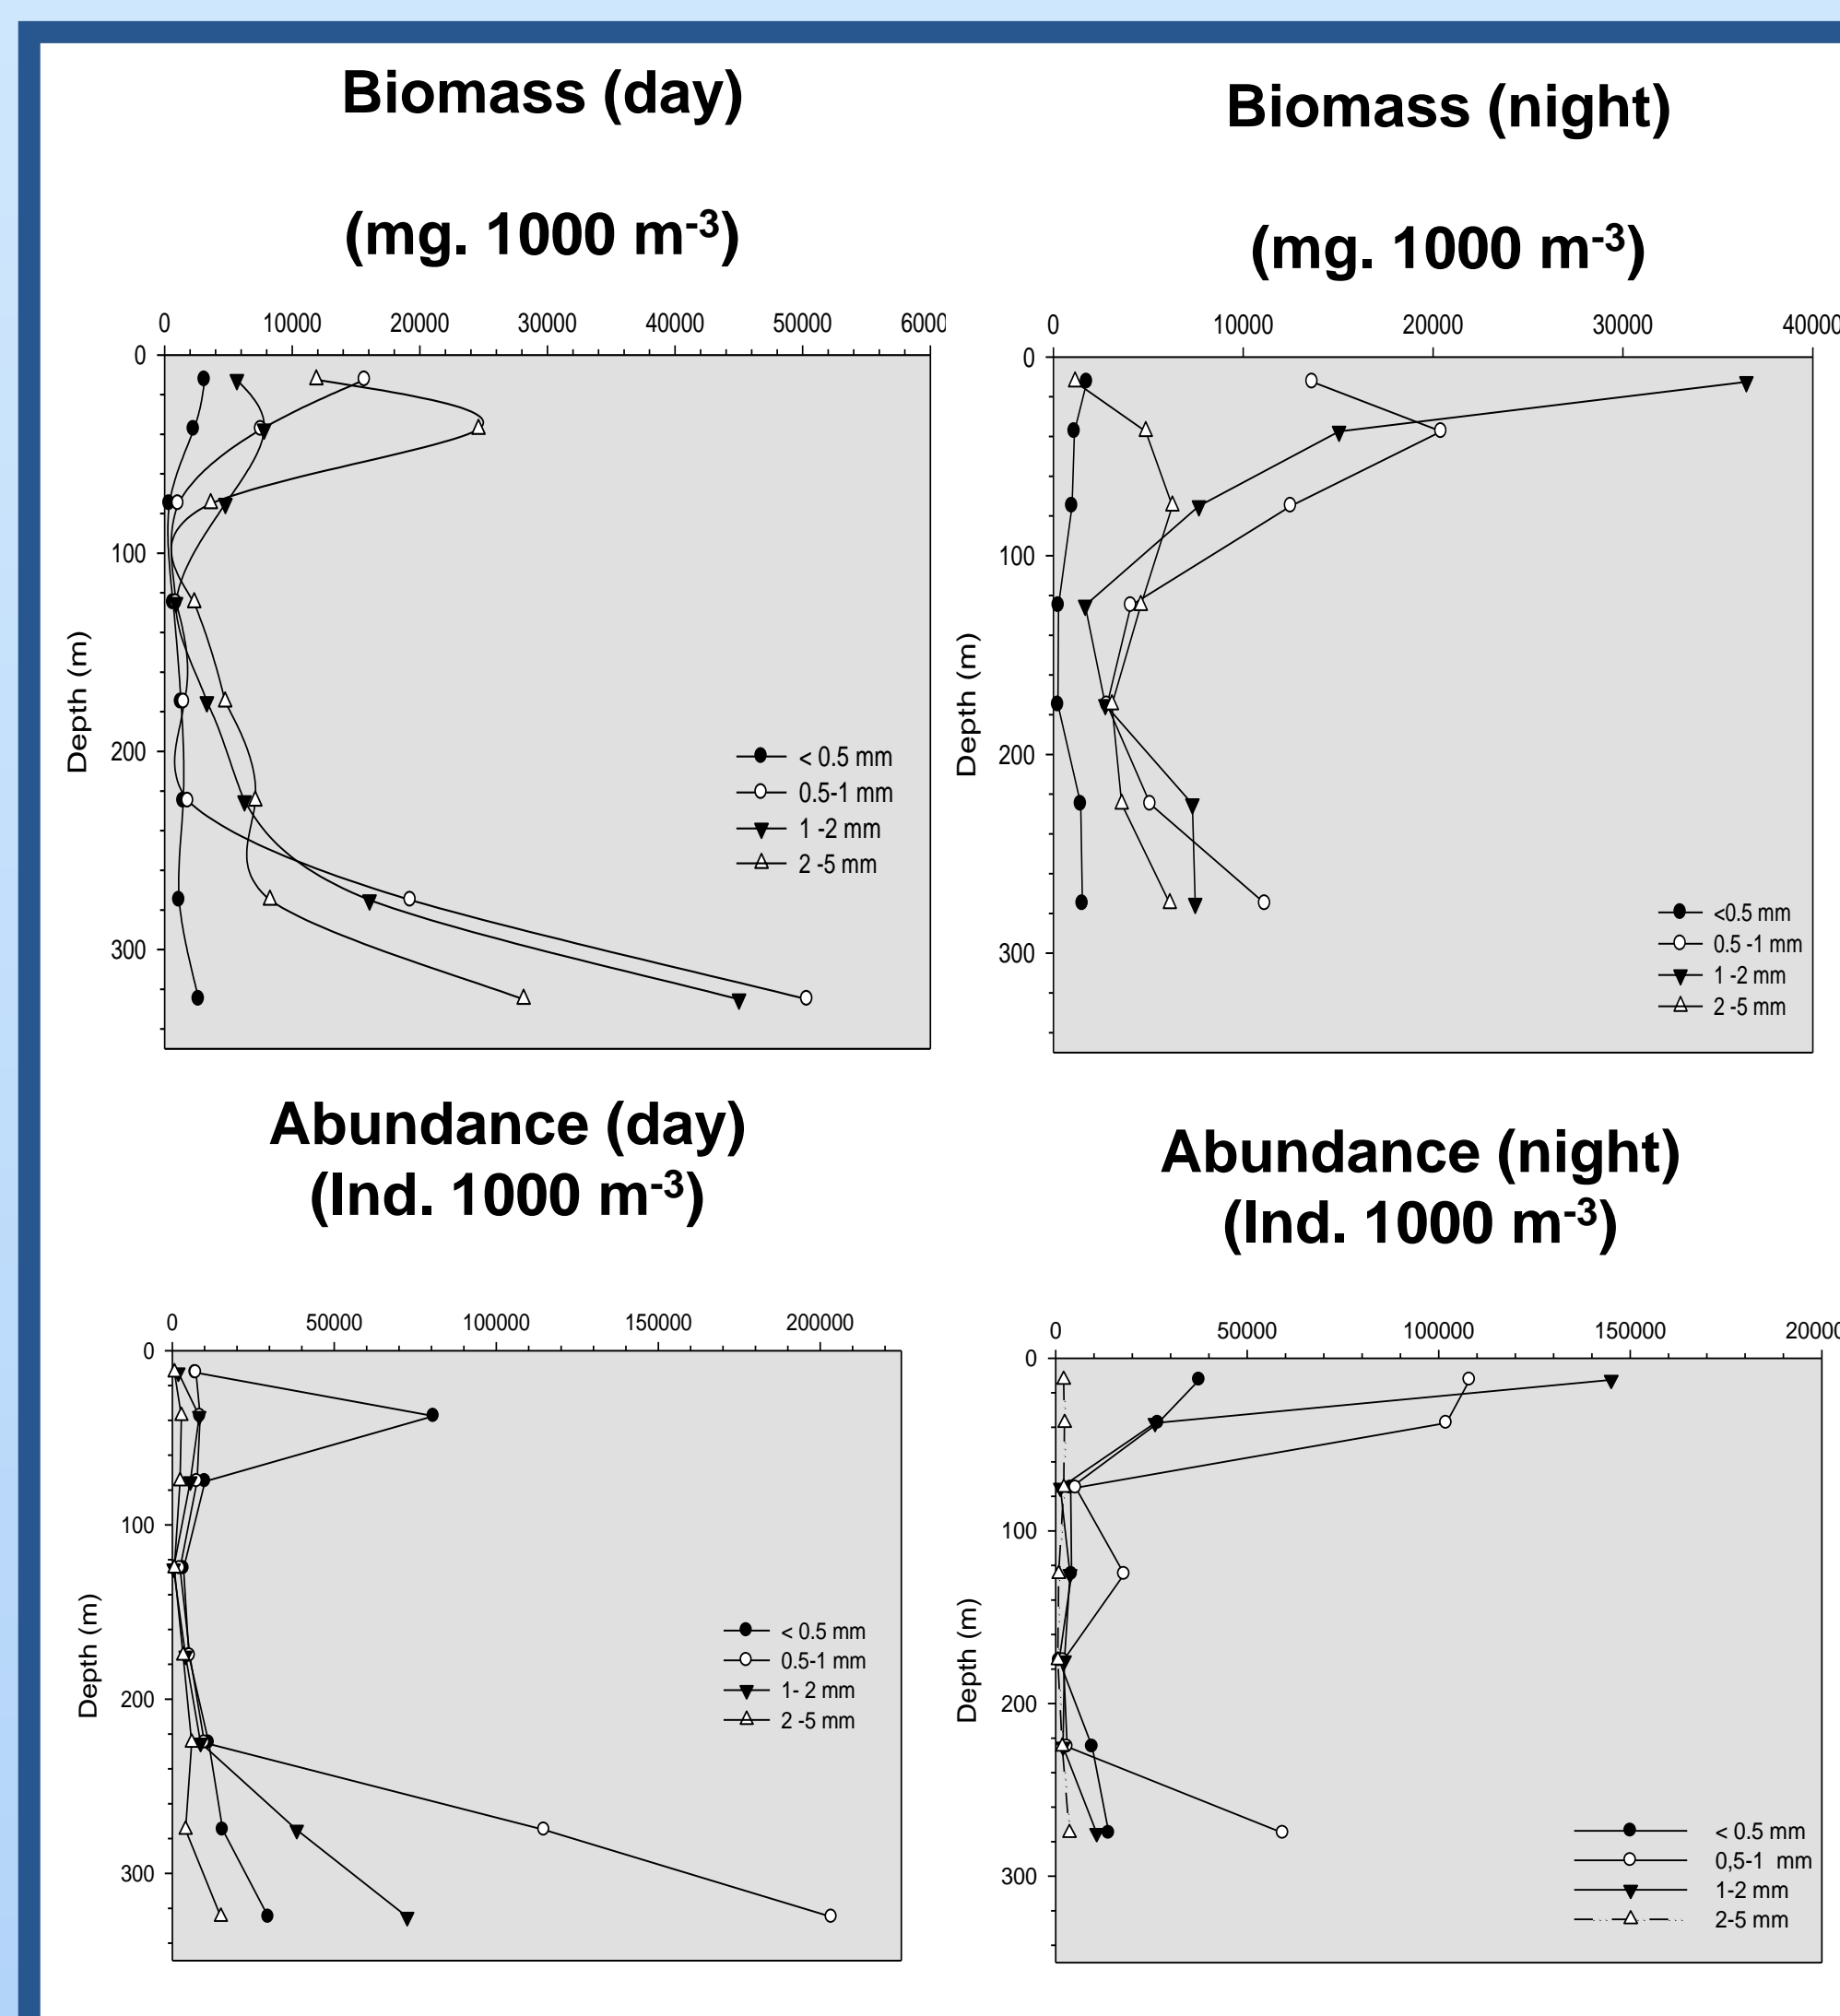 Biomass (day)
(mg. 1000 m-3)
0 10000 20000 30000 40000 50000 6000
0
100
200
300
Depth (m)
< 0.5 mm
0.5-1 mm
1 -2 mm
2 -5 mm
Biomass (night)
(mg. 1000 m-3)
0 10000 20000 30000 40000
0
100
200
300
Depth (m)
<0.5 mm
0.5 -1 mm
1 -2 mm
2 -5 mm
Abundance (day)
(Ind. 1000 m-3)
0 50000 100000 150000 200000
0
100
200
300
Depth (m)
< 0.5 mm
0.5-1 mm
1- 2 mm
2 -5 mm
Abundance (night)
(Ind. 1000 m-3)
0 50000 100000 150000 20000
0
100
200
300
Depth (m)
< 0.5 mm
0,5-1 mm
1-2 mm
2-5 mm